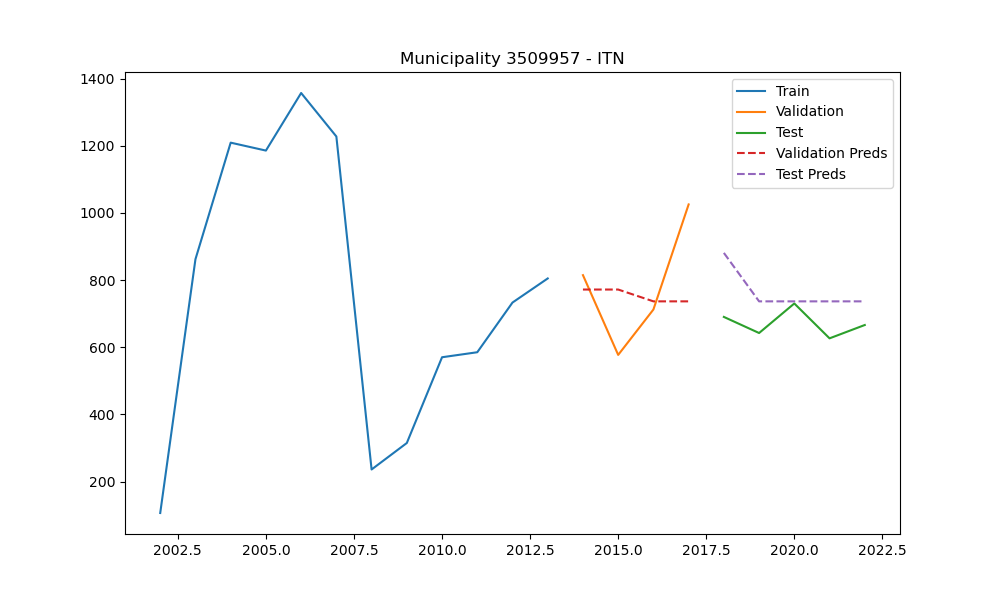 Municipality 3509957 - ITN
1400
1200
1000
800
600
400
200
2002.5 2005.0 2007.5 2010.0 2012.5 2015.0 2017.5 2020.0 2022.5
Train
Validation
Test
Validation Preds
Test Preds